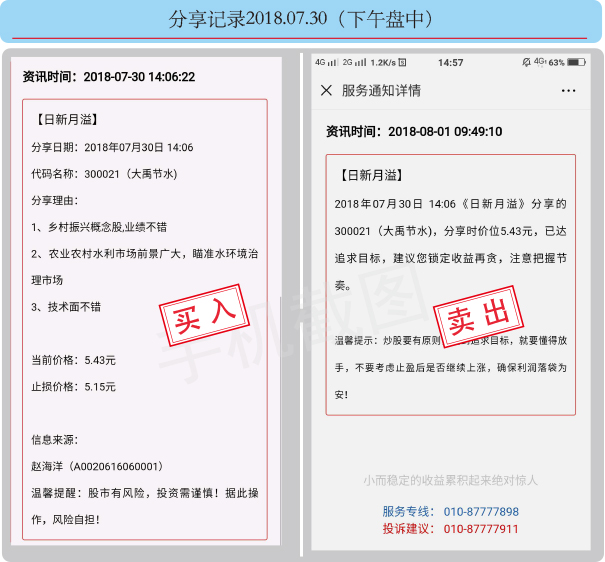 分享记录2018.07.30（下午盘中）
资讯时间：2018-07-30 14:06:22
【日新月溢】
分享日期：2018年07月30日 14:06
代码名称：300021（大禹节水)
分享理由：
1、乡村振兴概念股,业绩不错
2、农业农村水利市场前景广大，瞄准水环境治
理市场
3、技术面不错
买入
当前价格：5.43元
止损价格：5.15元
信息来源：
赵海洋（A0020616060001）
温馨提醒：股市有风险，投资需谨慎！据此操
作，风险自担！
4G 2G 1.2K/s 14:57 4G 63%
服务通知详情
资讯时间：2018-08-01 09:49:10
【日新月溢】
2018年07月30日 14:06《日新月溢》分享的
300021（大禹节水)，分享时价位5.43元，已达
追求目标，建议您锁定收益再贪，注意把握节
奏。
卖出
温馨提示：炒股要有原则 追求目标，就要懂得放
手，不要考虑止盈后是否继续上涨，确保利润落袋为
安！
小而稳定的收益累积起来绝对惊人
服务专线： 010-87777898
投诉建议： 010-87777911
手机截图